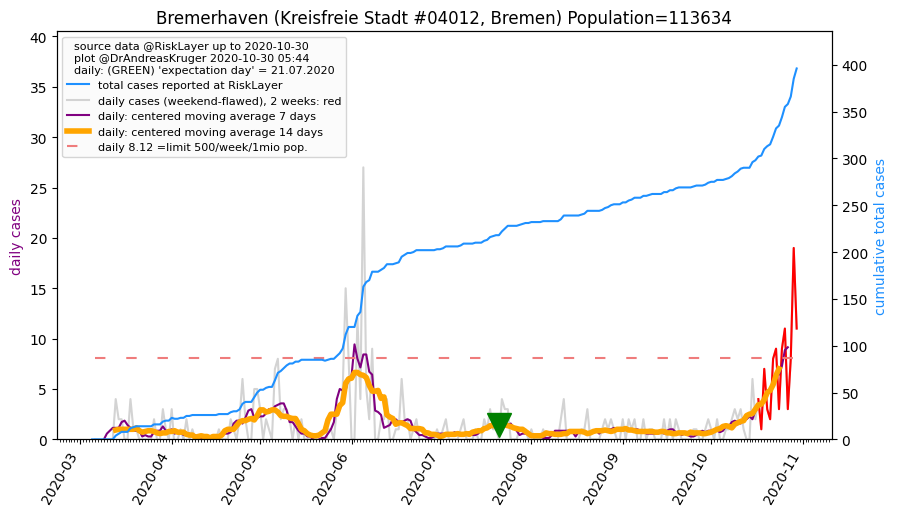 Bremerhaven (Kreisfreie Stadt #04012, Bremen) Population=113634
source data @RiskLayer up to 2020-10-30
plot @DrAndreasKruger 2020-10-30 05:44
daily: (GREEN) 'expectation day' = 21.07.2020
total cases reported at RiskLayer
daily cases (weekend-flawed), 2 weeks: red
daily: centered moving average 7 days
daily: centered moving average 14 days
daily 8.12 =limit 500/week/1mio pop.
daily cases
40
35
30
25
20
15
10
5
0
cumulative total cases
400
350
300
250
200
150
100
50
0
2020-03
2020-04
2020-05
2020-06
2020-07
2020-08
2020-09
2020-10
2020-11